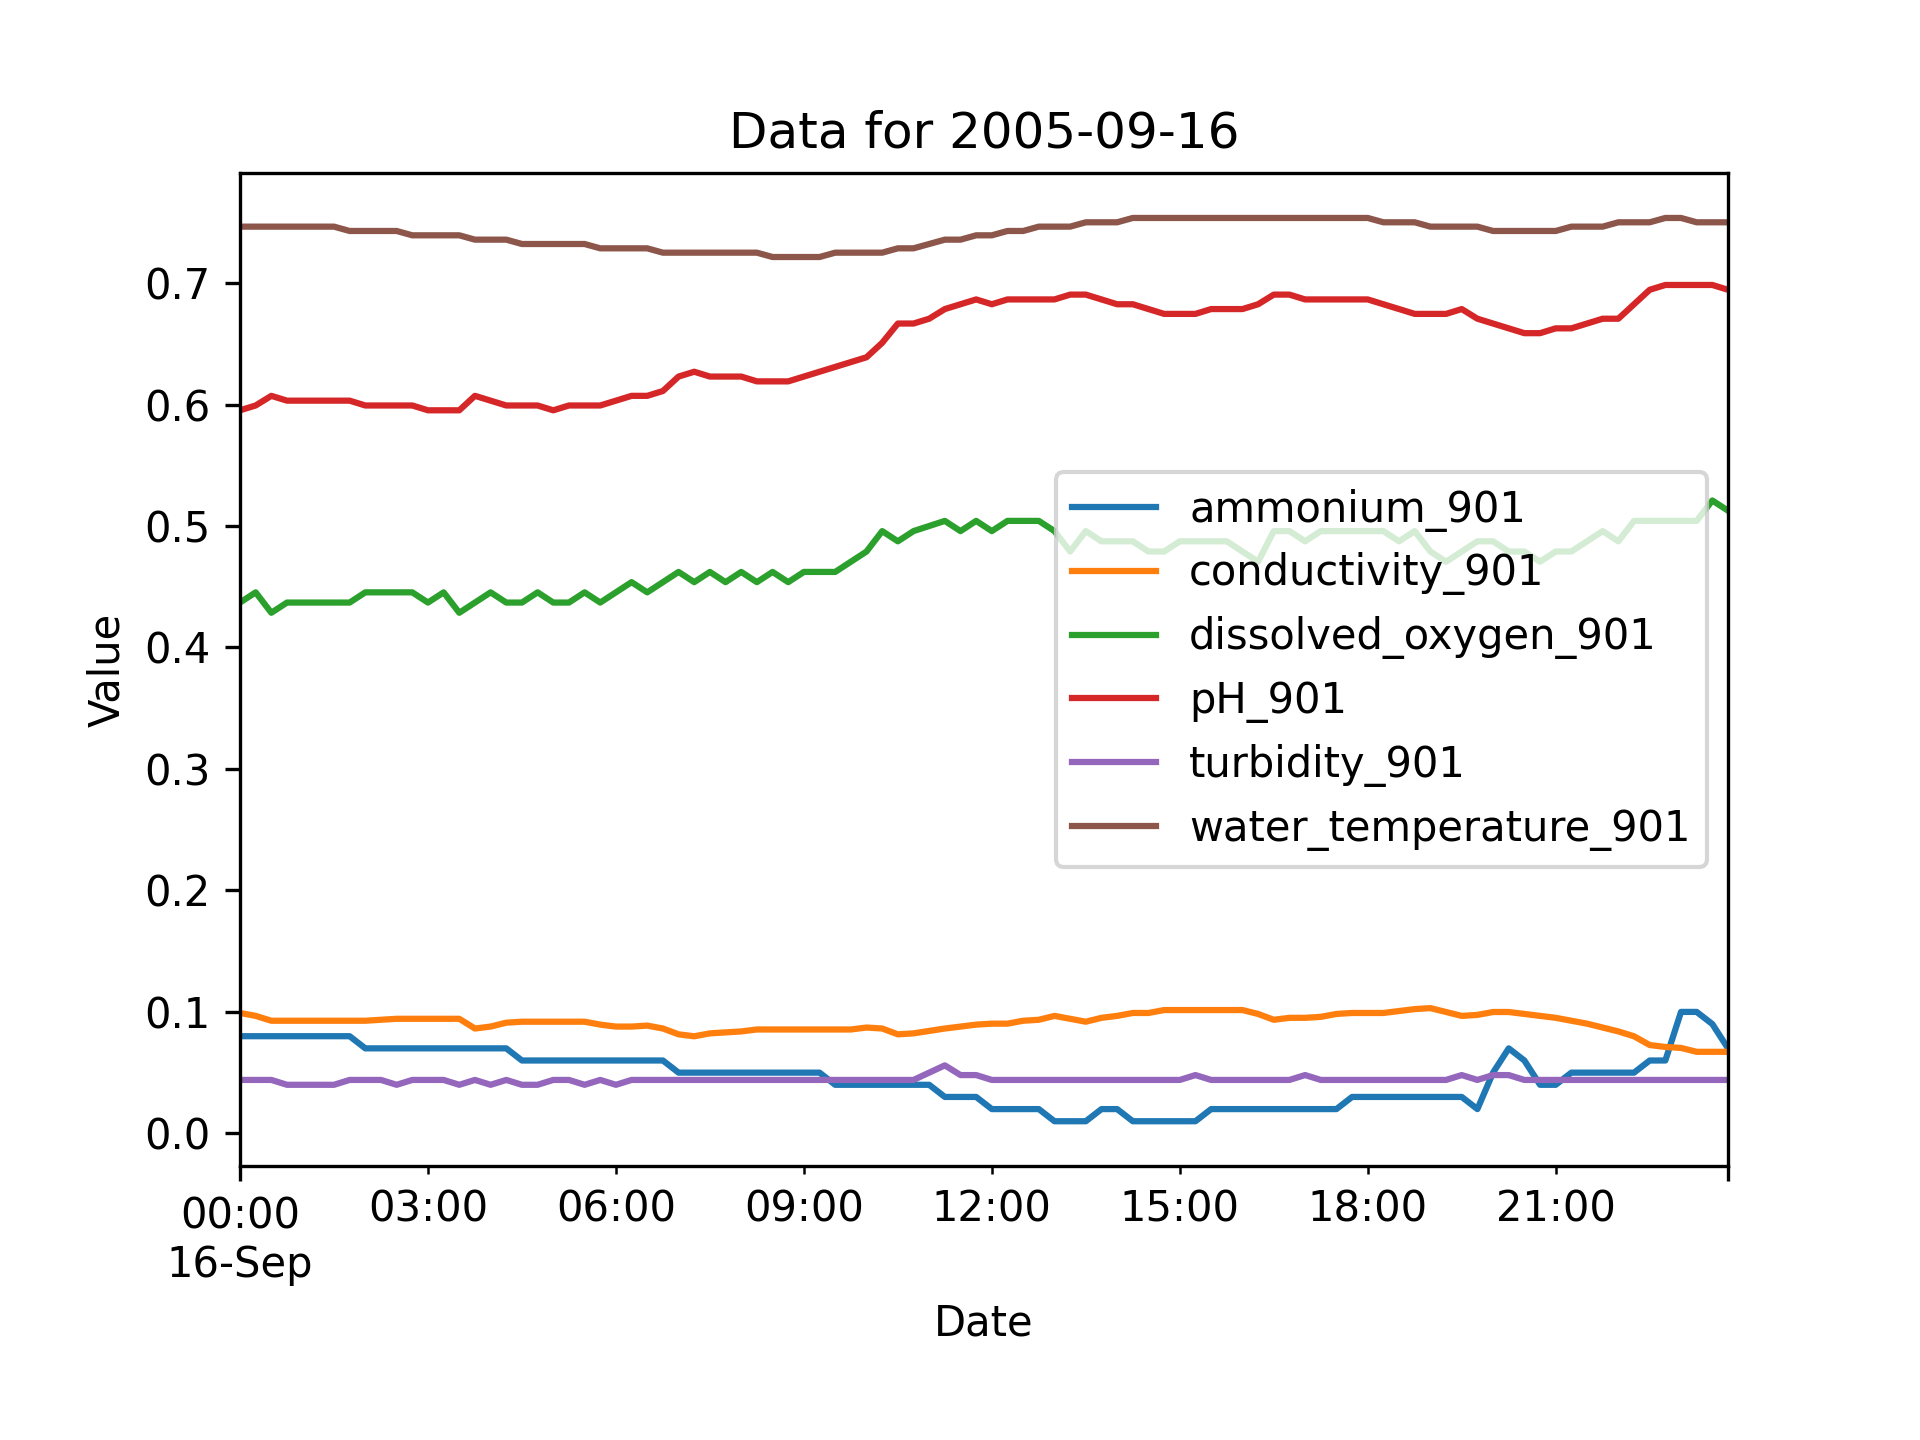 Data for 2005-09-16
Value
0.7
0.6
0.5
0.4
0.3
0.2
0.1
0.0
ammonium_901
conductivity_901
dissolved_oxygen_901
pH_901
turbidity_901
water_temperature_901
00:00 03:00 06:00 09:00 12:00 15:00 18:00 21:00
16-Sep
Date